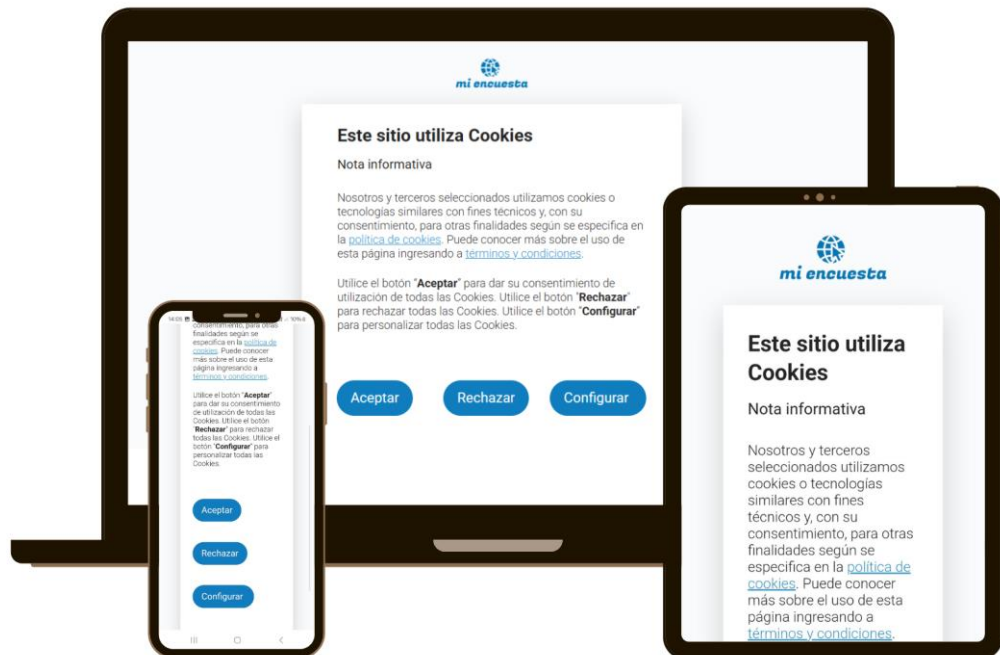 mi encuesta
Este sitio utiliza Cookies
Nota informativa
Nosotros y terceros seleccionados utilizamos cookies o
tecnologías similares con fines técnicos y, con su
consentimiento, para otras finalidades según se especifica en
la política de cookies. Puede conocer más sobre el uso de
esta página ingresando a términos y condiciones.
Utilice el botón "Aceptar" para dar su consentimiento de
utilización de todas las Cookies. Utilice el botón "Rechazar"
para rechazar todas las Cookies. Utilice el botón "Configurar"
para personalizar todas las Cookies.
Aceptar
Rechazar
Configurar
consentimiento, para otras
finalidades según se
especifica en la política de
cookies. Puede conocer
más sobre el uso de esta
página ingresando a
términos y condiciones.
Utilice el botón "Aceptar"
para dar su consentimiento
de utilización de todas las
Cookies. Utilice el botón
"Rechazar" para rechazar
todas las Cookies. Utilice el
botón "Configurar" para
personalizar todas las
Cookies.
Aceptar
Rechazar
Configurar
mi encuesta
Este sitio utiliza
Cookies
Nota informativa
Nosotros y terceros
seleccionados utilizamos
cookies o tecnologías
similares con fines
técnicos y, con su
consentimiento, para otras
finalidades según se
especifica en la política de
cookies. Puede conocer
más sobre el uso de esta
página ingresando a
términos y condiciones.